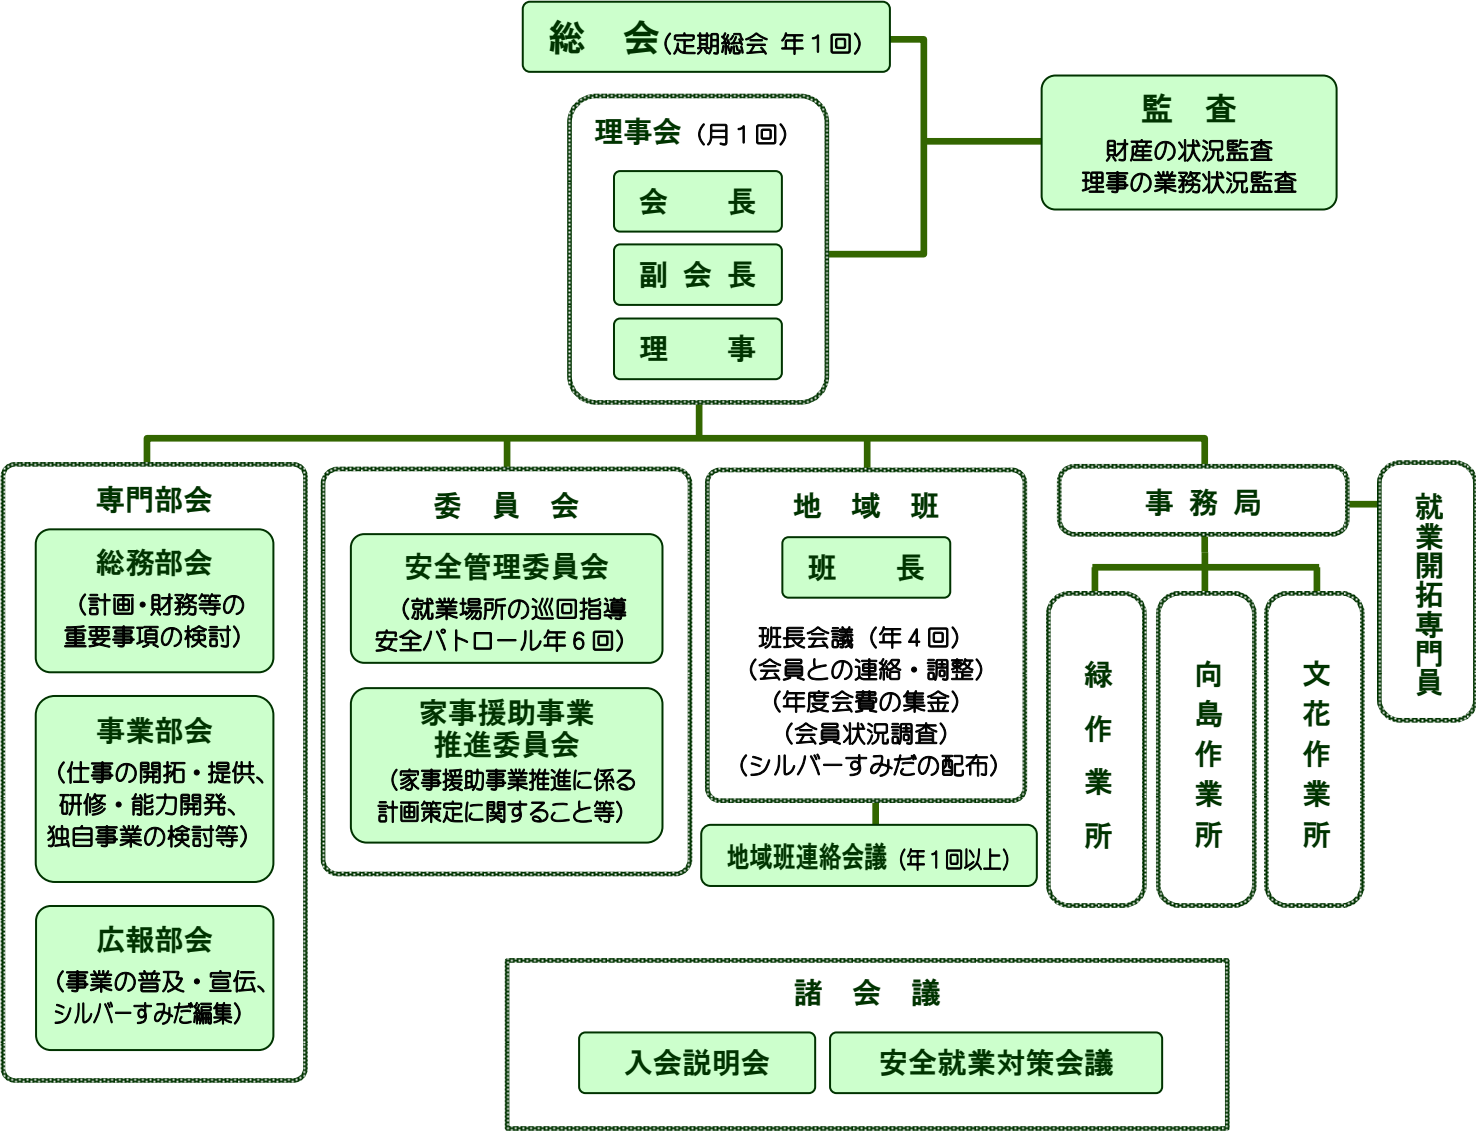 総　会（定期総会 年１回）
監　査
財産の状況監査
理事の業務状況監査
理事会（月１回）
会　長
副会長
理　事
専門部会
総務部会
（計画・財務等の
重要事項の検討）
事業部会
（仕事の開拓・提供、
研修・能力開発、
独自事業の検討等）
広報部会
（事業の普及・宣伝、
シルバーすみだ編集）
委　員　会
安全管理委員会
（就業場所の巡回指導
安全パトロール年６回）
家事援助事業
推進委員会
（家事援助事業推進に係る
計画策定に関すること等）
地　域　班
班　長
班長会議（年４回）
（会員との連絡・調整）
（年度会費の集金）
（会員状況調査）
（シルバーすみだの配布）
地域班連絡会議（年１回以上）
事務局
就業開拓専門員
緑作業所
向島作業所
文花作業所
諸　会　議
入会説明会
安全就業対策会議